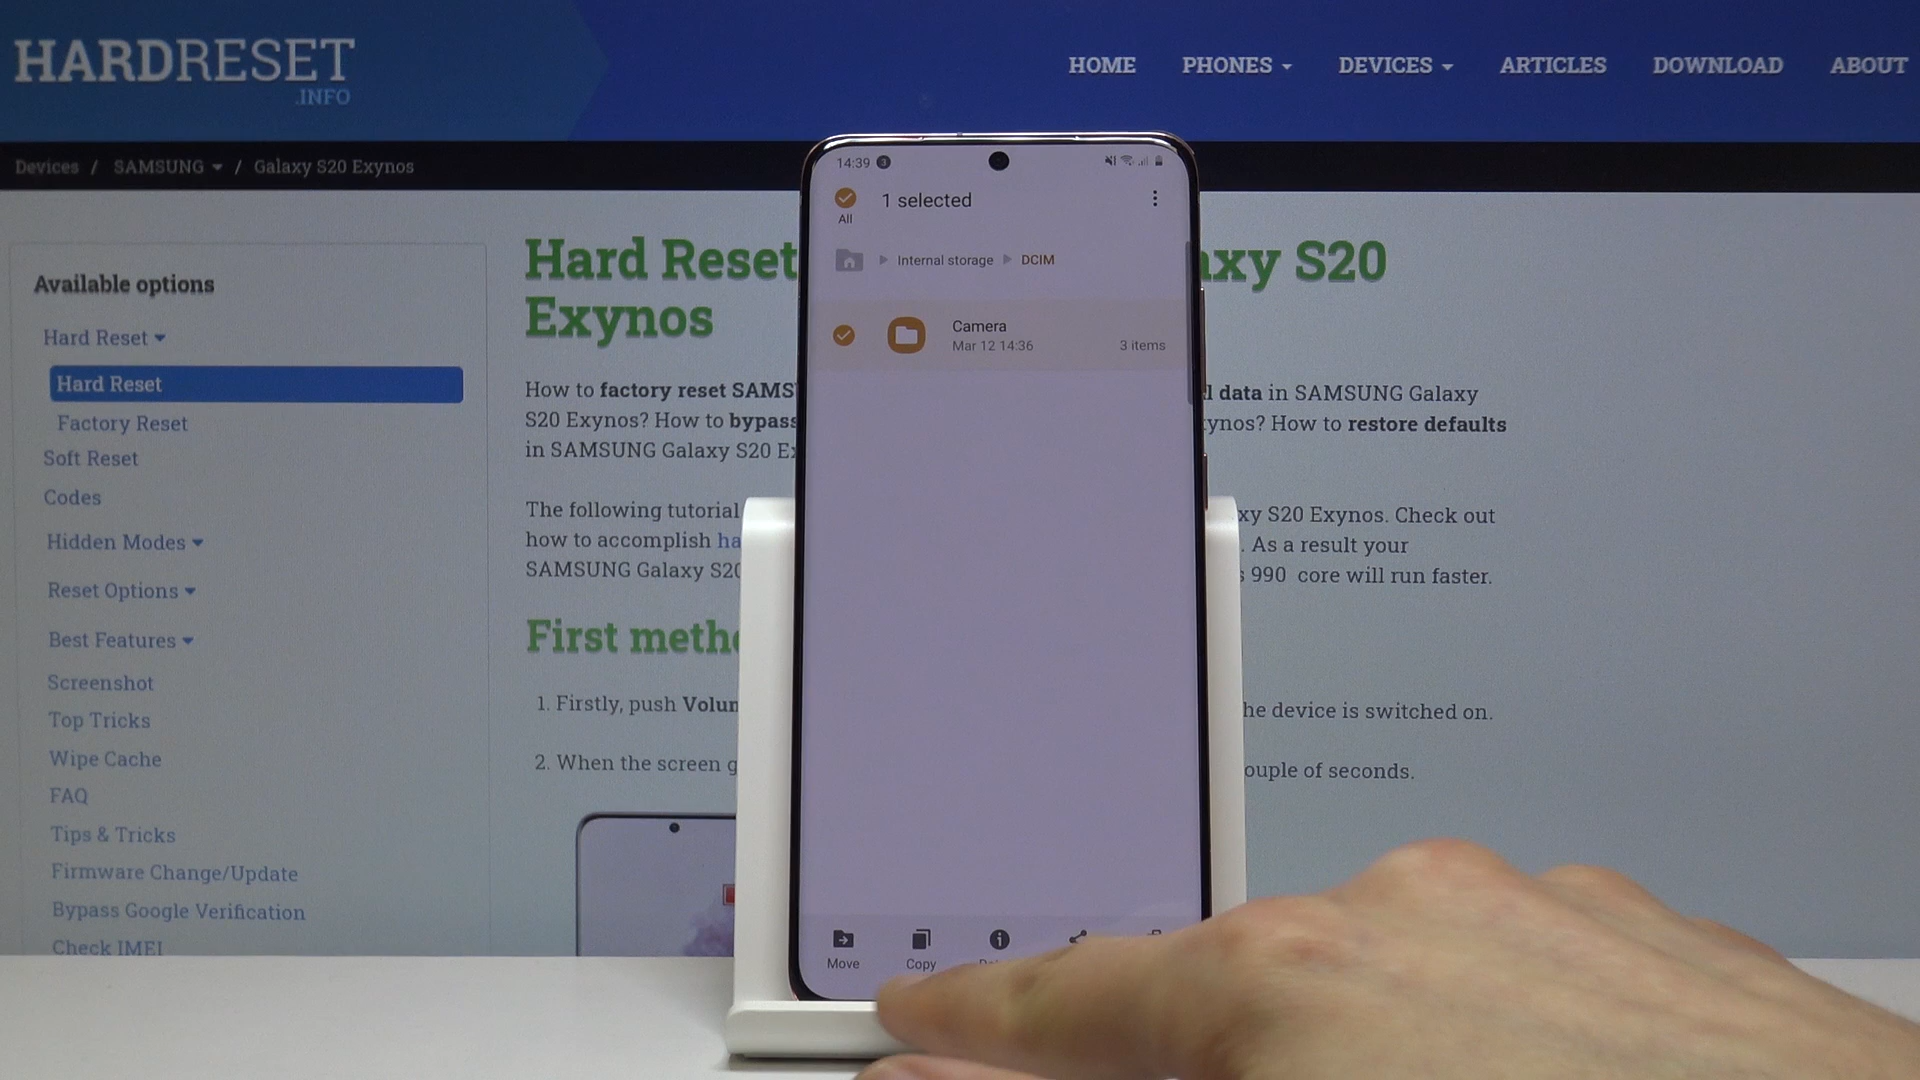 HARDRESET
.INFO
HOME PHONES DEVICES ARTICLES DOWNLOAD ABOUT
Devices / SAMSUNG / Galaxy S20 Exynos
Available options
Hard Reset
Hard Reset
Factory Reset
Soft Reset
Codes
Hidden Modes
Reset Options
Best Features
Screenshot
Top Tricks
Wipe Cache
FAQ
Tips & Tricks
Firmware Change/Update
Bypass Google Verification
Check IMEI
Hard Reset axy S20
Exynos
How to factory reset SAMS l data in SAMSUNG Galaxy
S20 Exynos? How to bypass ynos? How to restore defaults
in SAMSUNG Galaxy S20 Ex
The following tutorial xy S20 Exynos. Check out
how to accomplish ha . As a result your
SAMSUNG Galaxy S20 990 core will run faster.
First metho
1. Firstly, push Volum he device is switched on.
2. When the screen g ouple of seconds.
14:39 3
All
1 selected
Internal storage DCIM
Camera
Mar 12 14:36
3 items
Move Copy